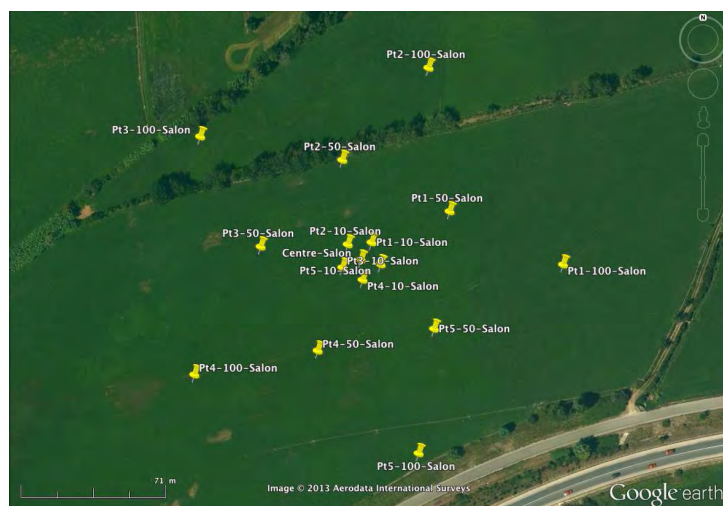 N
Pt2-100-Salon
Pt3-100-Salon
Pt2-50-Salon
Pt1-50-Salon
Pt3-50-Salon
Pt2-10-Salon
Pt1-10-Salon
Centre-Salon
Pt3-10-Salon
Pt5-10-Salon
Pt1-100-Salon
Pt4-10-Salon
Pt5-50-Salon
Pt4-50-Salon
Pt4-100-Salon
Pt5-100-Salon
71 m
Image © 2013 Aerodata International Surveys
Google earth